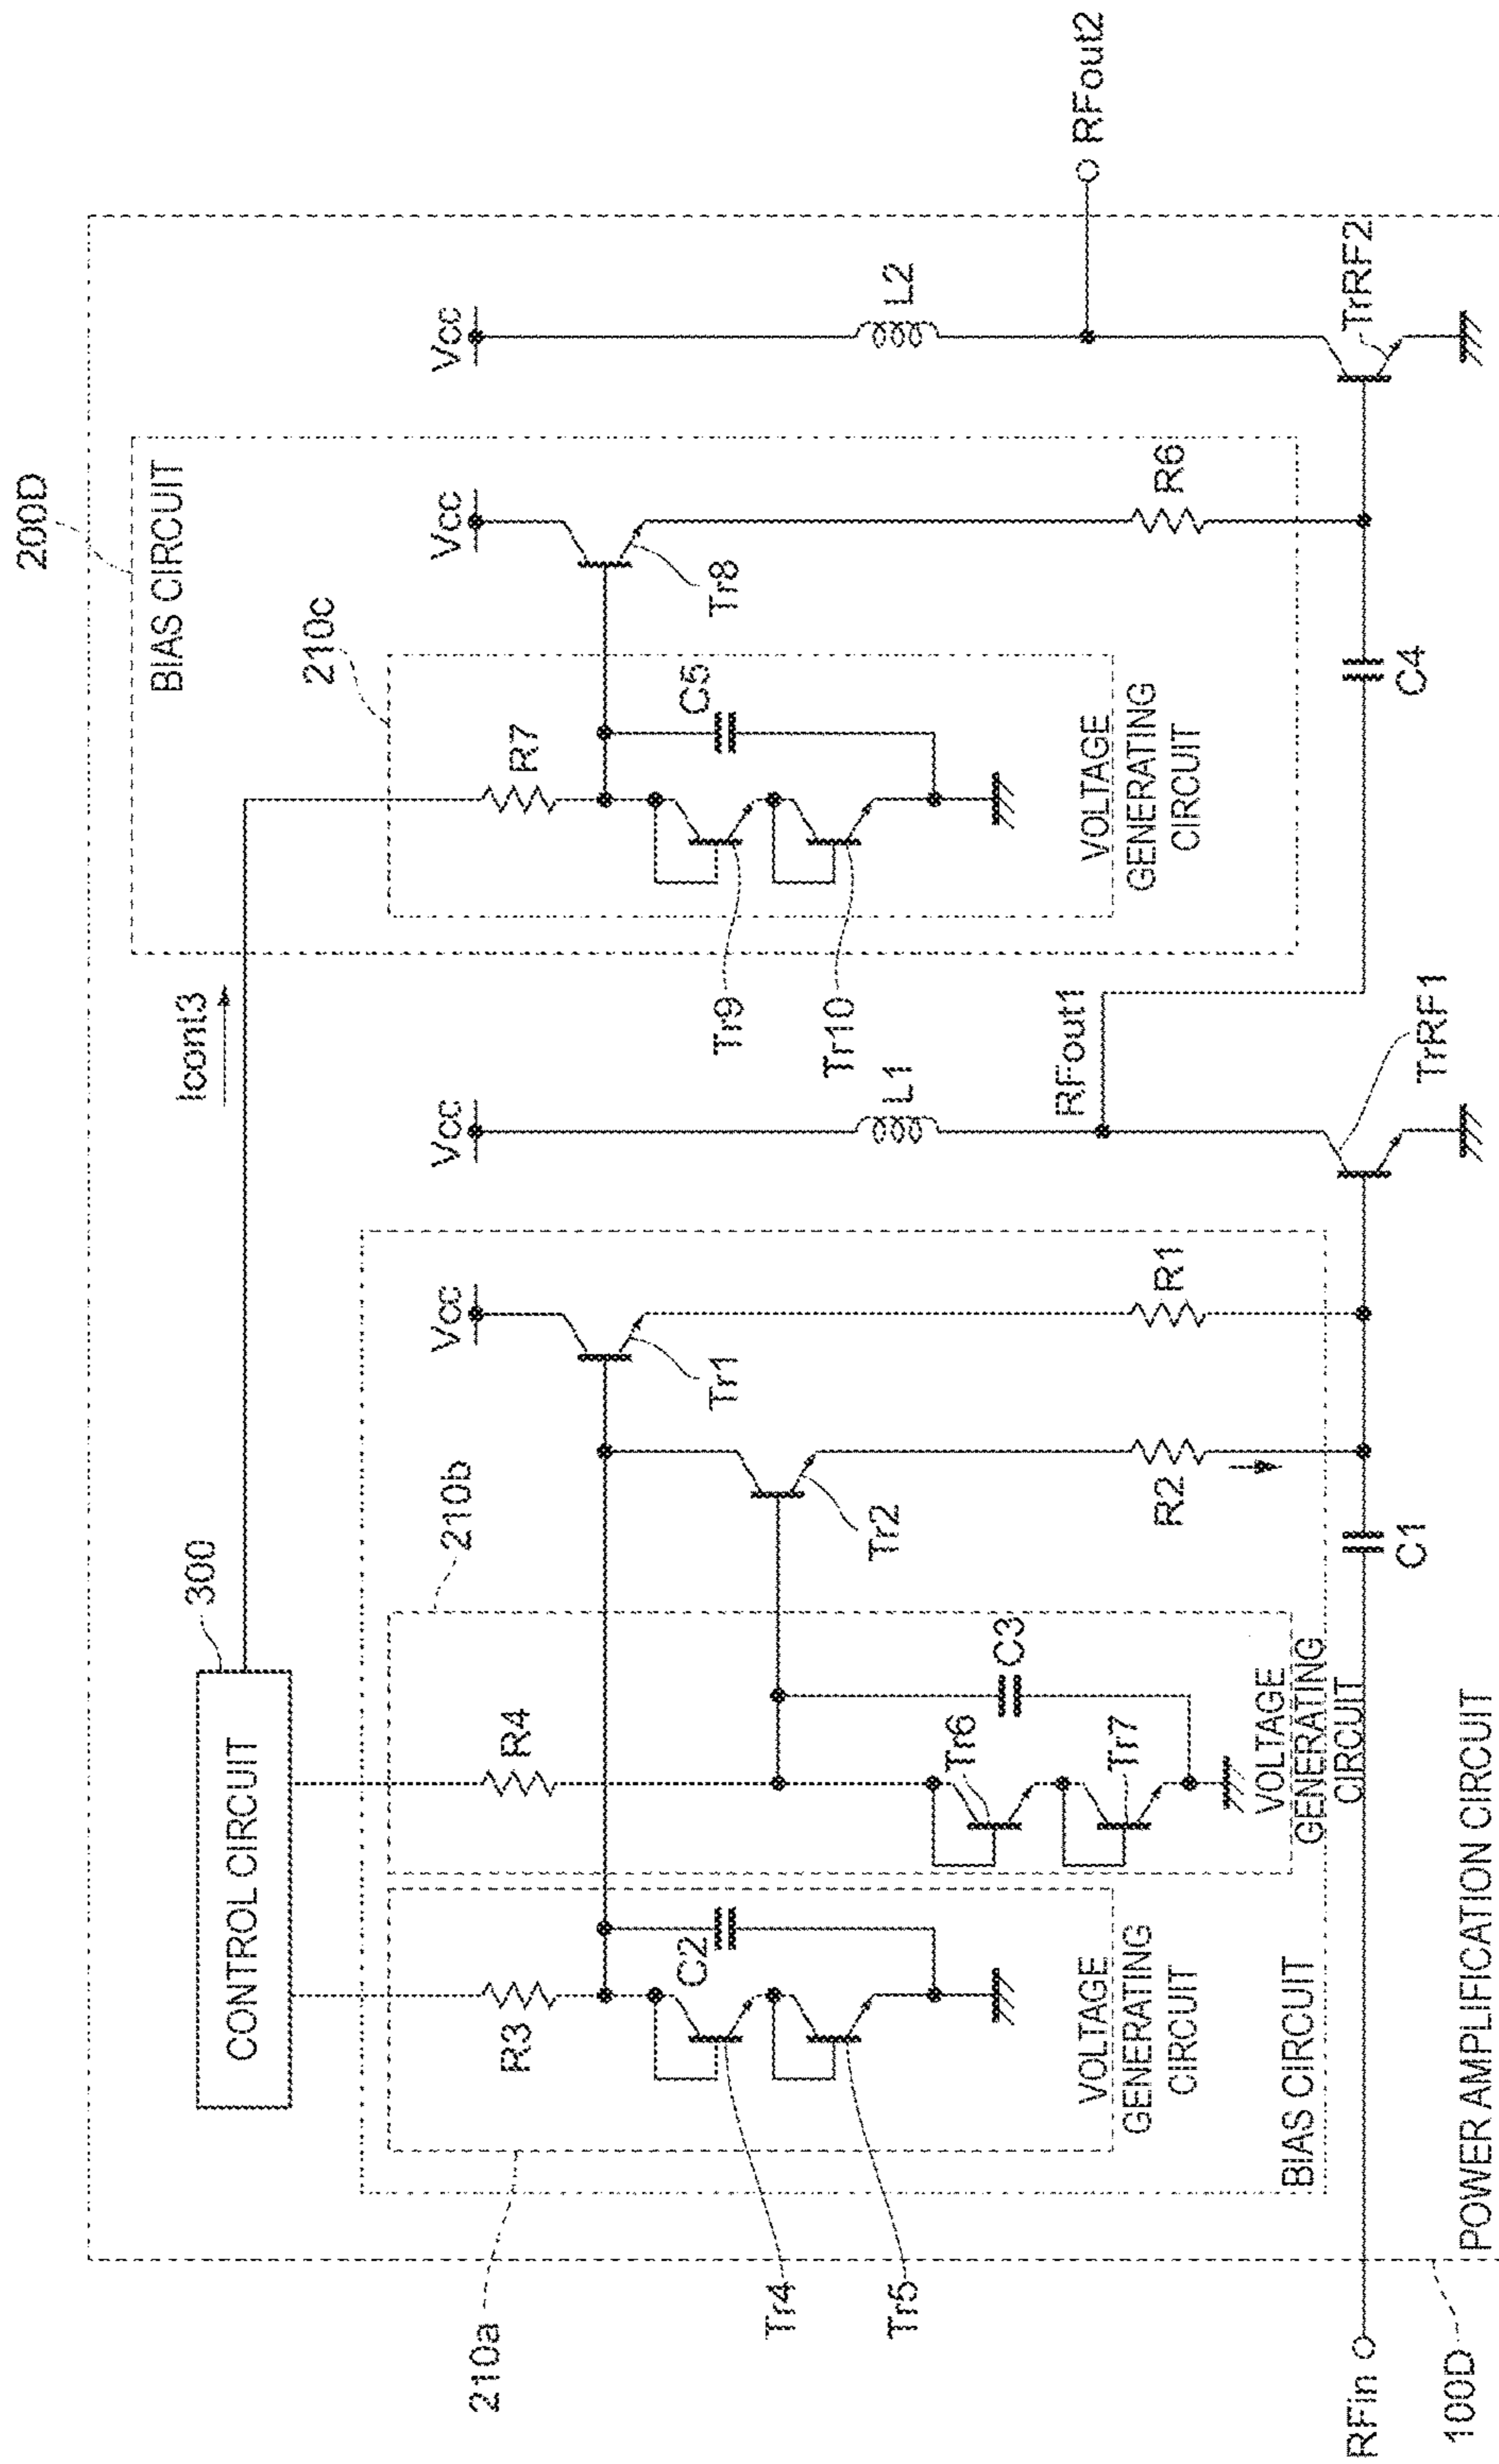 200D
BIAS CIRCUIT
300
CONTROL CIRCUIT
Icont3
210c
210b
210a
Vcc
Vcc
Vcc
Vcc
R3
R4
R7
C2
C5
Tr1
Tr8
Tr2
Tr9
Tr10
Tr4
Tr5
Tr6
Tr7
C3
L1
L2
RFout1
RFout2
VOLTAGE
GENERATING
CIRCUIT
VOLTAGE
GENERATING
CIRCUIT
VOLTAGE
GENERATING
CIRCUIT
R2
R1
R6
BIAS CIRCUIT
RFin
C1
C4
TrRF1
TrRF2
100D
POWER AMPLIFICATION CIRCUIT